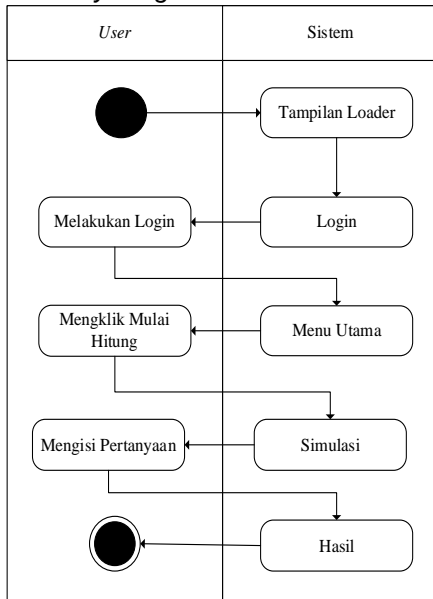 User
Sistem
Tampilan Loader
Melakukan Login
Login
Mengklik Mulai
Hitung
Menu Utama
Mengisi Pertanyaan
Simulasi
Hasil